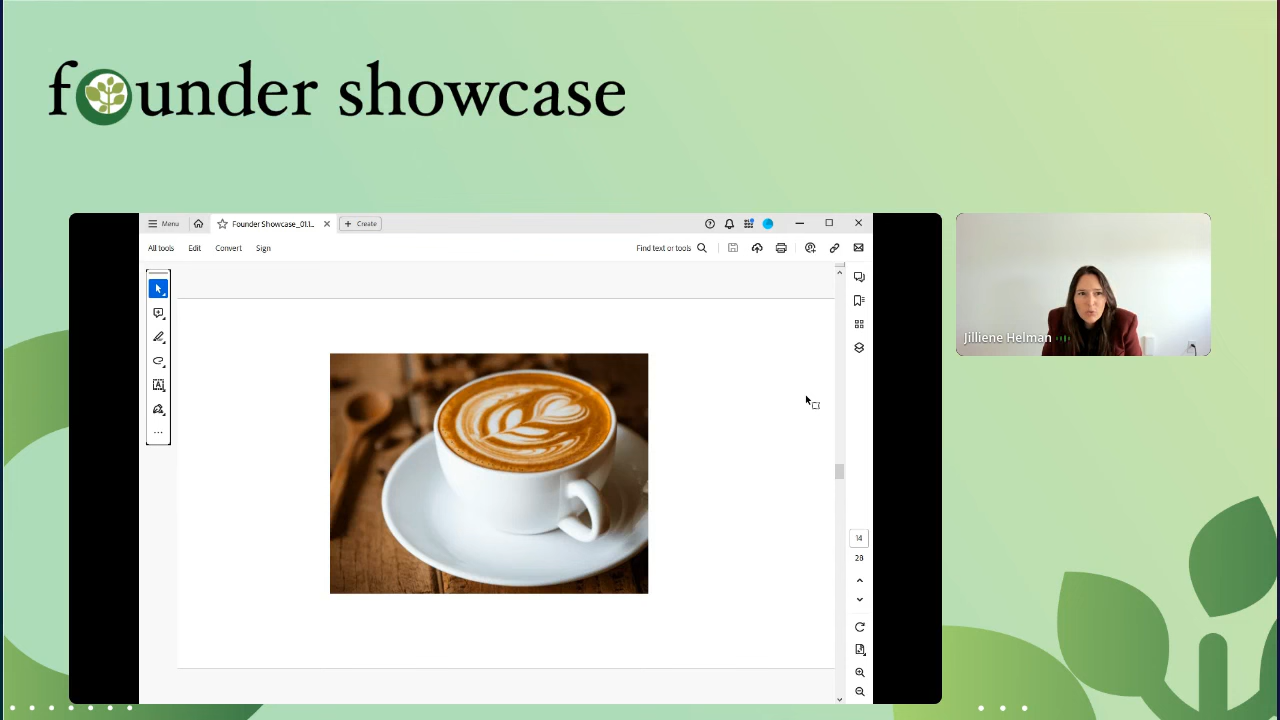 founder showcase
Menu
Founder Showcase_01.1...
Create
All tools
Edit
Convert
Sign
Find text or tools
14
28
Jilliene Helman